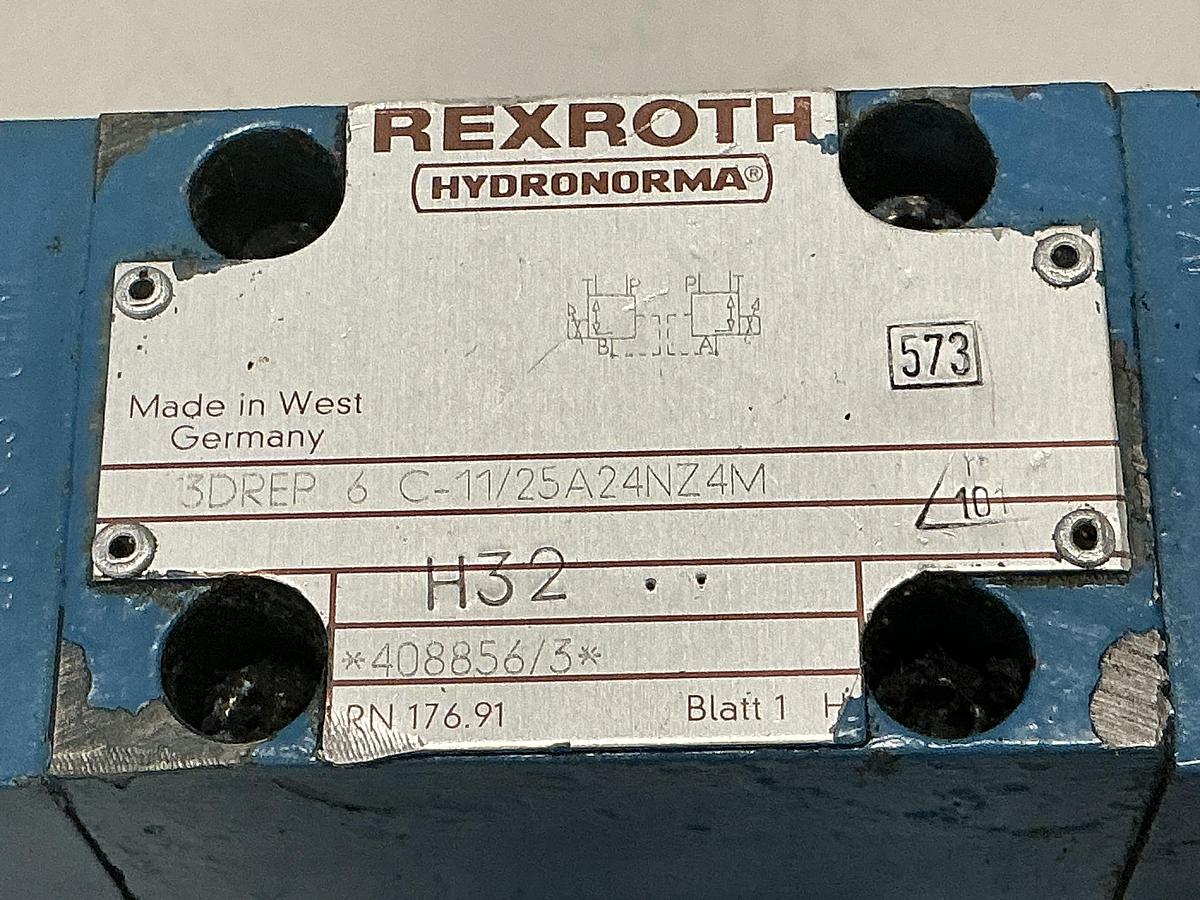 REXROTH
HYDRONORMA®
T P P T
B A
573
Made in West
Germany
3DREP 6 C-11/25A24NZ4M
101
H32
*408856/3*
RN 176.91 Blatt 1 H